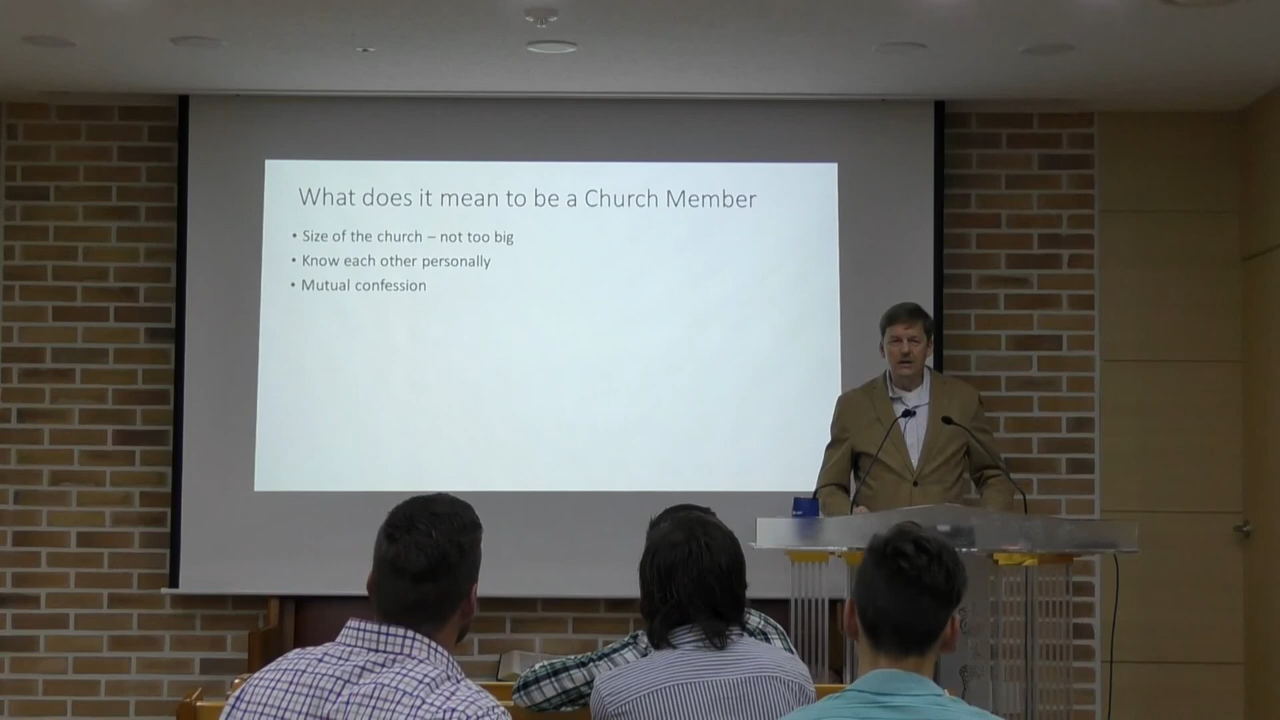 What does it mean to be a Church Member
• Size of the church – not too big
• Know each other personally
• Mutual confession